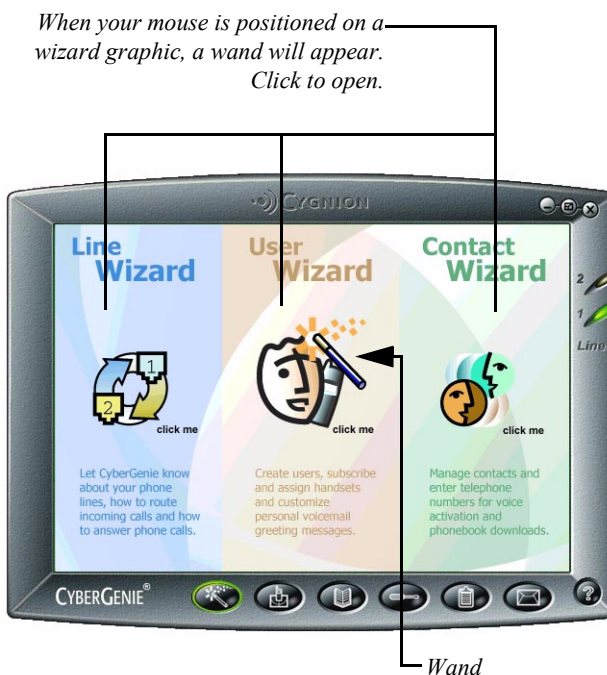 When your mouse is positioned on a
wizard graphic, a wand will appear.
Click to open.
CYGNION
Line
Wizard
User
Wizard
Contact
Wizard
2
1
Line
1
2
click me
click me
click me
Let CyberGenie know
about your phone
lines, how to route
incoming calls and how
to answer phone calls.
Create users, subscribe
and assign handsets
and customize
personal voicemail
greeting messages.
Manage contacts and
enter telephone
numbers for voice
activation and
phonebook downloads.
CYBERGENIE®
?
Wand